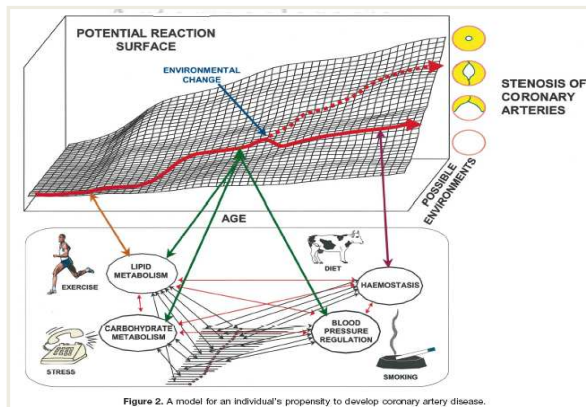 POTENTIAL REACTION
SURFACE
ENVIRONMENTAL
CHANGE
STENOSIS OF
CORONARY
ARTERIES
POSSIBLE
ENVIRONMENTS
AGE
EXERCISE
LIPID
METABOLISM
DIET
HAEMOSTASIS
CARBOHYDRATE
METABOLISM
BLOOD
PRESSURE
REGULATION
STRESS
SMOKING
Figure 2. A model for an individual's propensity to develop coronary artery disease.